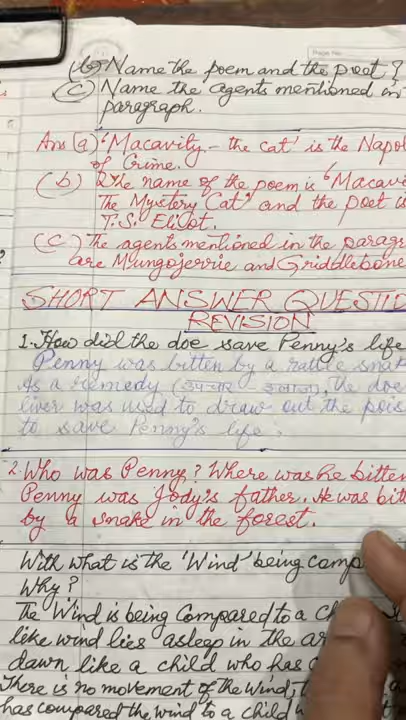 (b) Name the poem and the poet?
(c) Name the agents mentioned in
paragraph.
Ans (a) 'Macavity - the cat' is the Napol
of Crime.
(b) The name of the poem is 'Macavi
The Mystery Cat' and the poet is
T.S. Eliot.
(c) The agents mentioned in the paragr
are Mungojerrie and Griddlebone
SHORT ANSWER QUESTIO
REVISION
1. How did the doe save Penny's life
Penny was bitten by a rattle snak
As a remedy (उपचार - इलाज), the doe
liver was used to draw out the pois
to save Penny's life.
2. Who was Penny? Where was he bitten
Penny was Jody's father. He was bitt
by a snake in the forest.
With what is the 'Wind' being comp
Why?
The Wind is being Compared to a ch
like wind lies asleep in the ar
dawn like a child who has
There is no movement of the wind,
has compared the wind to a child